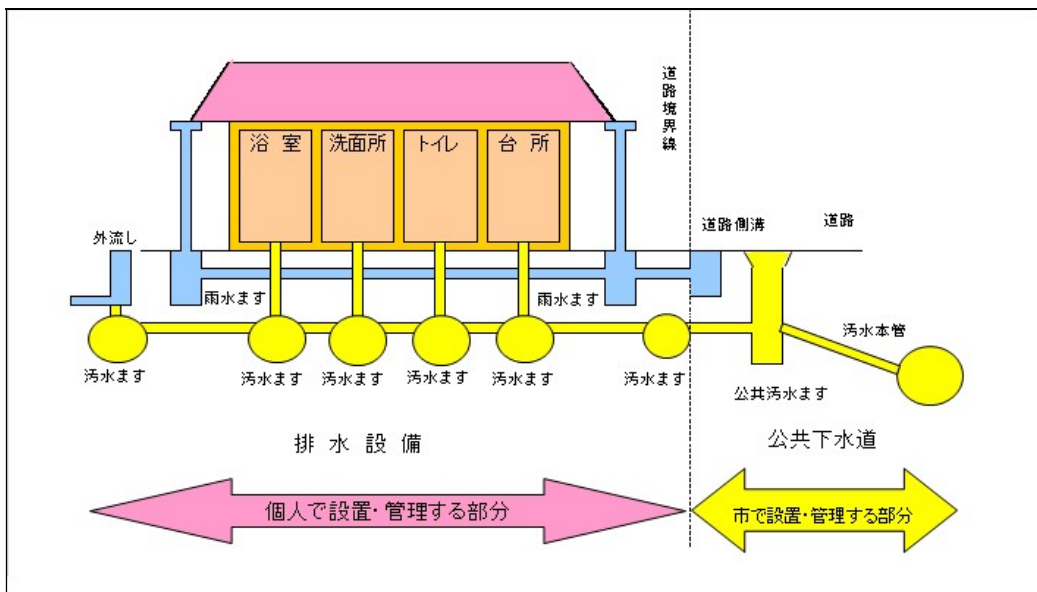 道路境界線
浴 室
洗面所
トイレ
台 所
外流し
道路側溝
道路
雨水ます
雨水ます
汚水本管
汚水ます
汚水ます
汚水ます
汚水ます
汚水ます
汚水ます
公共汚水ます
排 水 設 備
公共下水道
個人で設置・管理する部分
市で設置・管理する部分